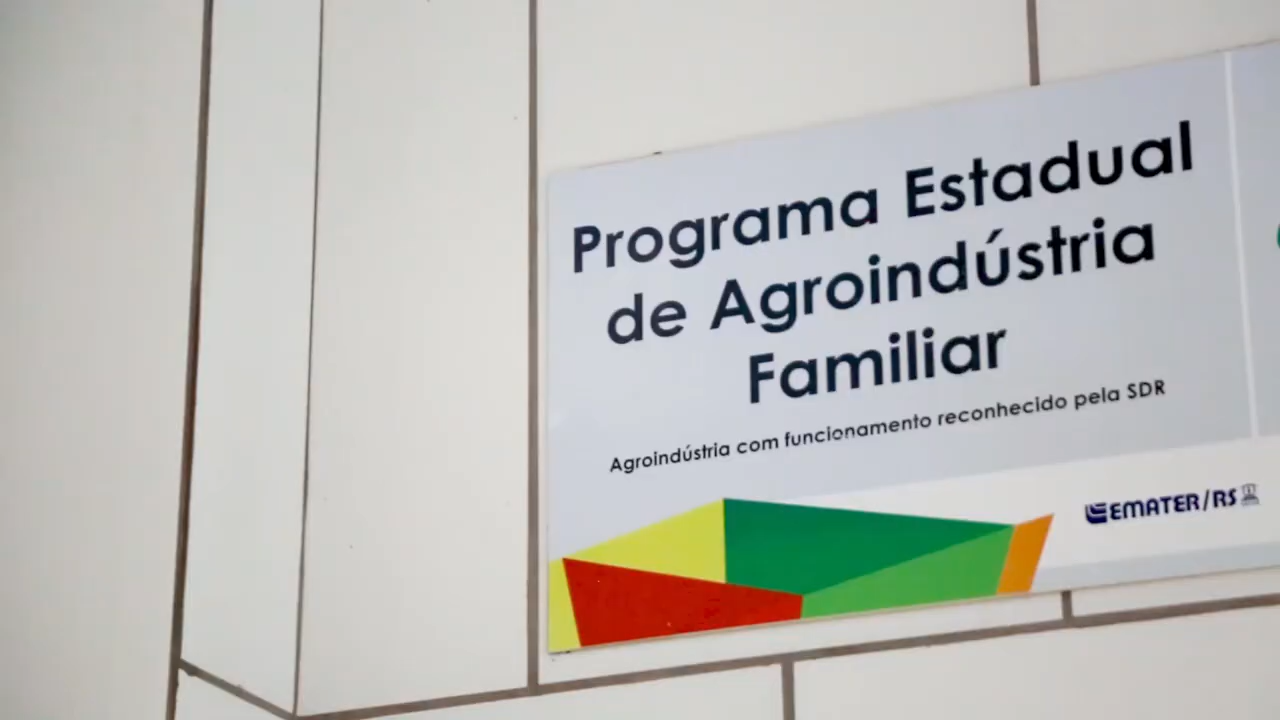 Programa Estadual
de Agroindústria
Familiar
Agroindústria com funcionamento reconhecido pela SDR
EMATER/RS